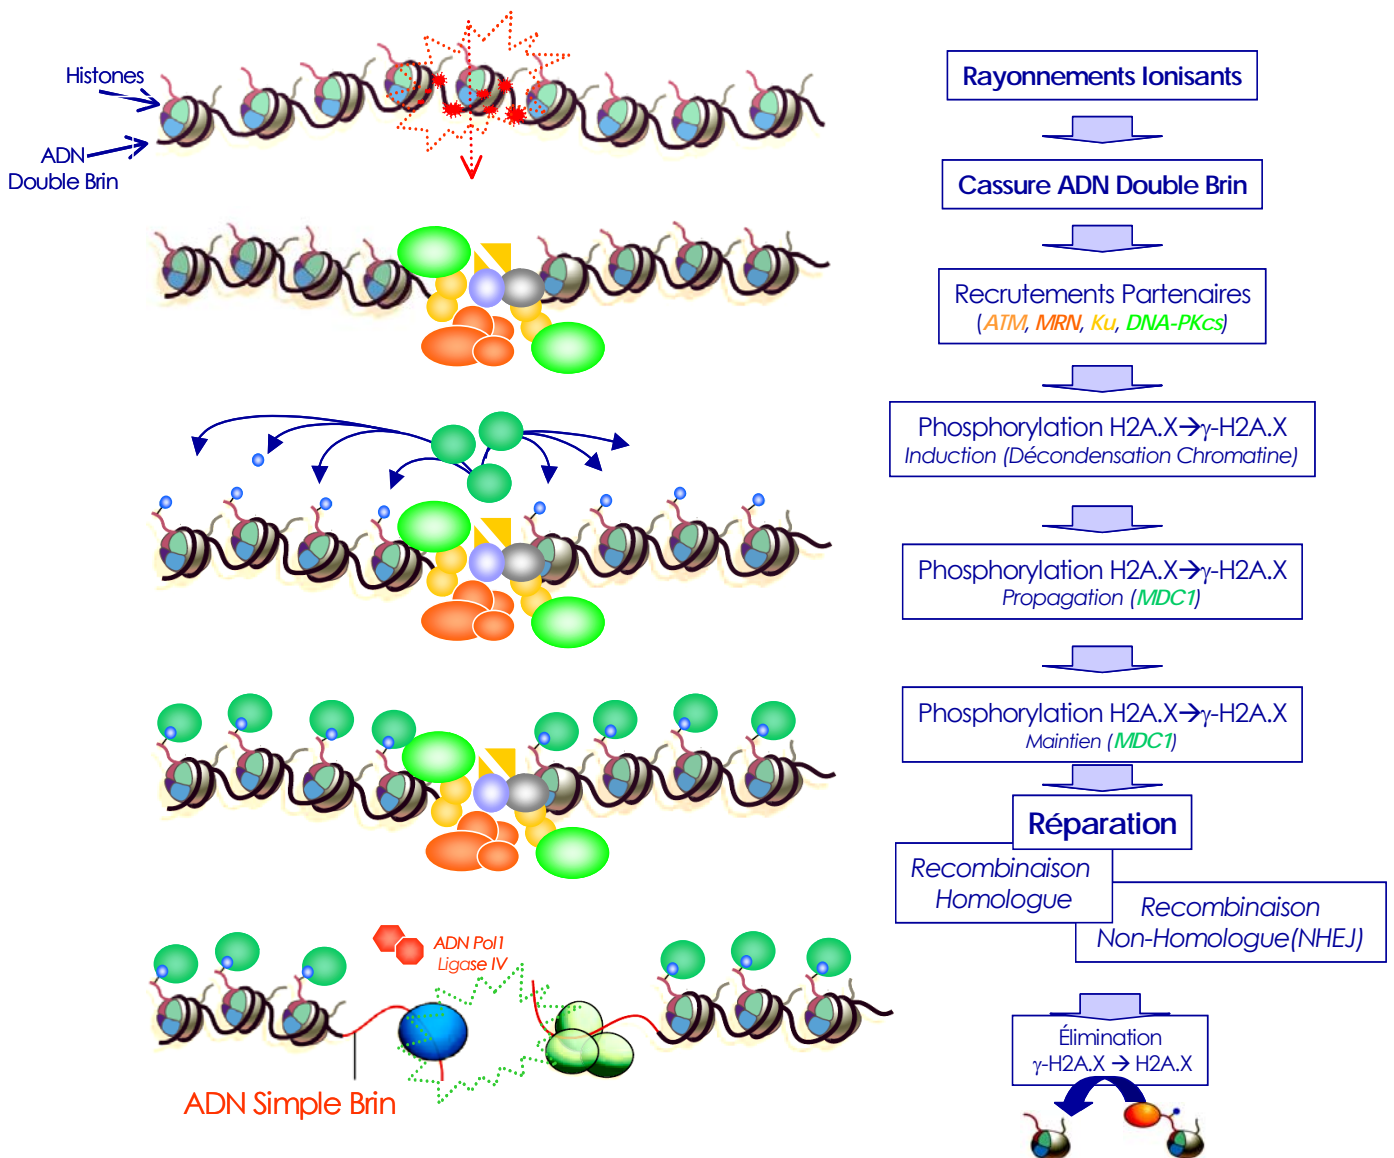 Histones
ADN
Double Brin
Rayonnements Ionisants
Cassure ADN Double Brin
Recrutements Partenaires
(ATM, MRN, Ku, DNA-PKcs)
Phosphorylation H2A.X→γ-H2A.X
Induction (Décondensation Chromatine)
Phosphorylation H2A.X→γ-H2A.X
Propagation (MDC1)
Phosphorylation H2A.X→γ-H2A.X
Maintien (MDC1)
Réparation
Recombinaison
Homologue
Recombinaison
Non-Homologue(NHEJ)
ADN Pol1
Ligase IV
ADN Simple Brin
Élimination
γ-H2A.X → H2A.X